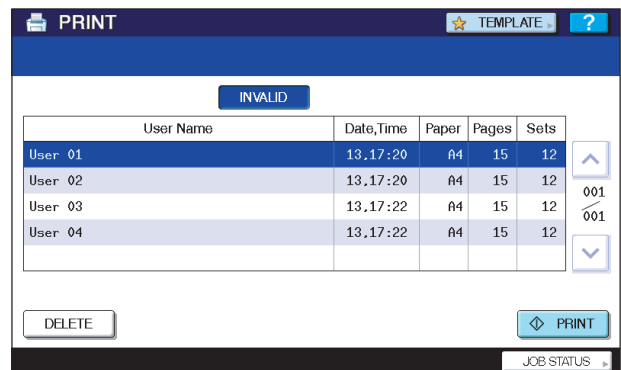 PRINT TEMPLATE ?
INVALID
User Name Date,Time Paper Pages Sets
User 01 13,17:20 A4 15 12
User 02 13,17:20 A4 15 12
User 03 13,17:22 A4 15 12
User 04 13,17:22 A4 15 12
001
001
DELETE PRINT
JOB STATUS